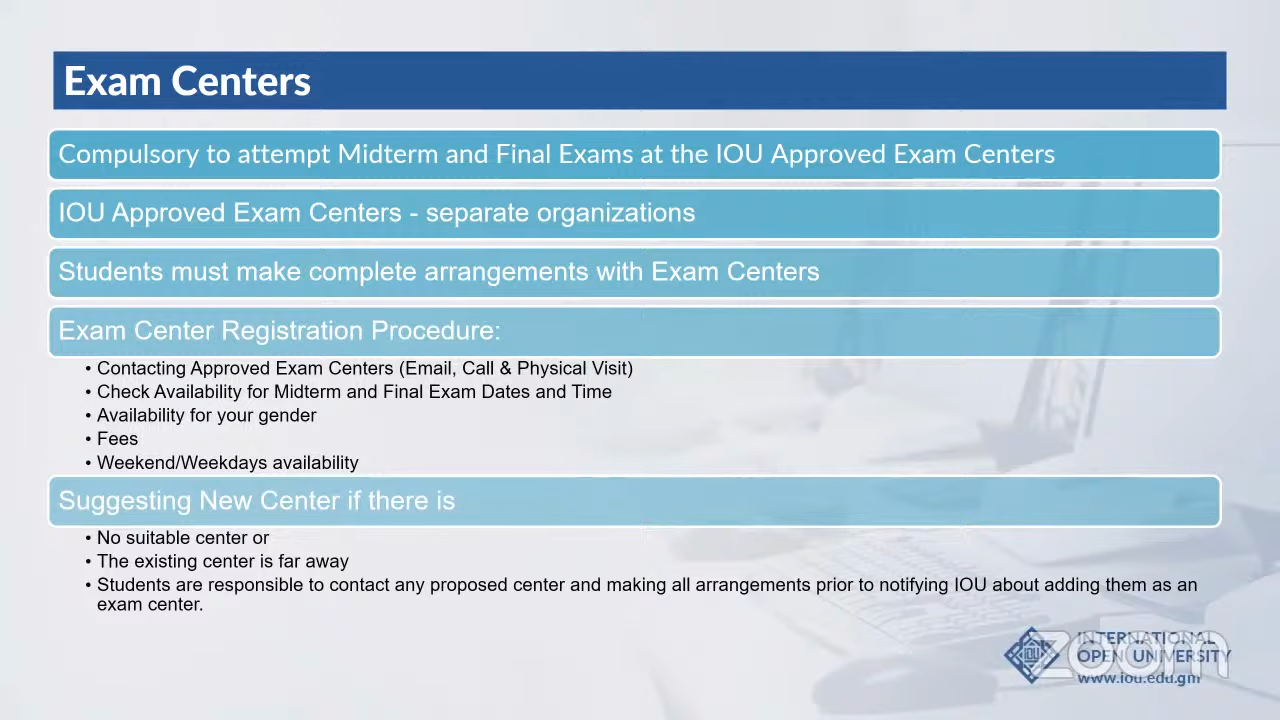 Exam Centers
Compulsory to attempt Midterm and Final Exams at the IOU Approved Exam Centers
IOU Approved Exam Centers - separate organizations
Students must make complete arrangements with Exam Centers
Exam Center Registration Procedure:
• Contacting Approved Exam Centers (Email, Call & Physical Visit)
• Check Availability for Midterm and Final Exam Dates and Time
• Availability for your gender
• Fees
• Weekend/Weekdays availability
Suggesting New Center if there is
• No suitable center or
• The existing center is far away
• Students are responsible to contact any proposed center and making all arrangements prior to notifying IOU about adding them as an
exam center.
IOU
INTERNATIONAL
OPEN UNIVERSITY
www.iou.edu.gm
zoom